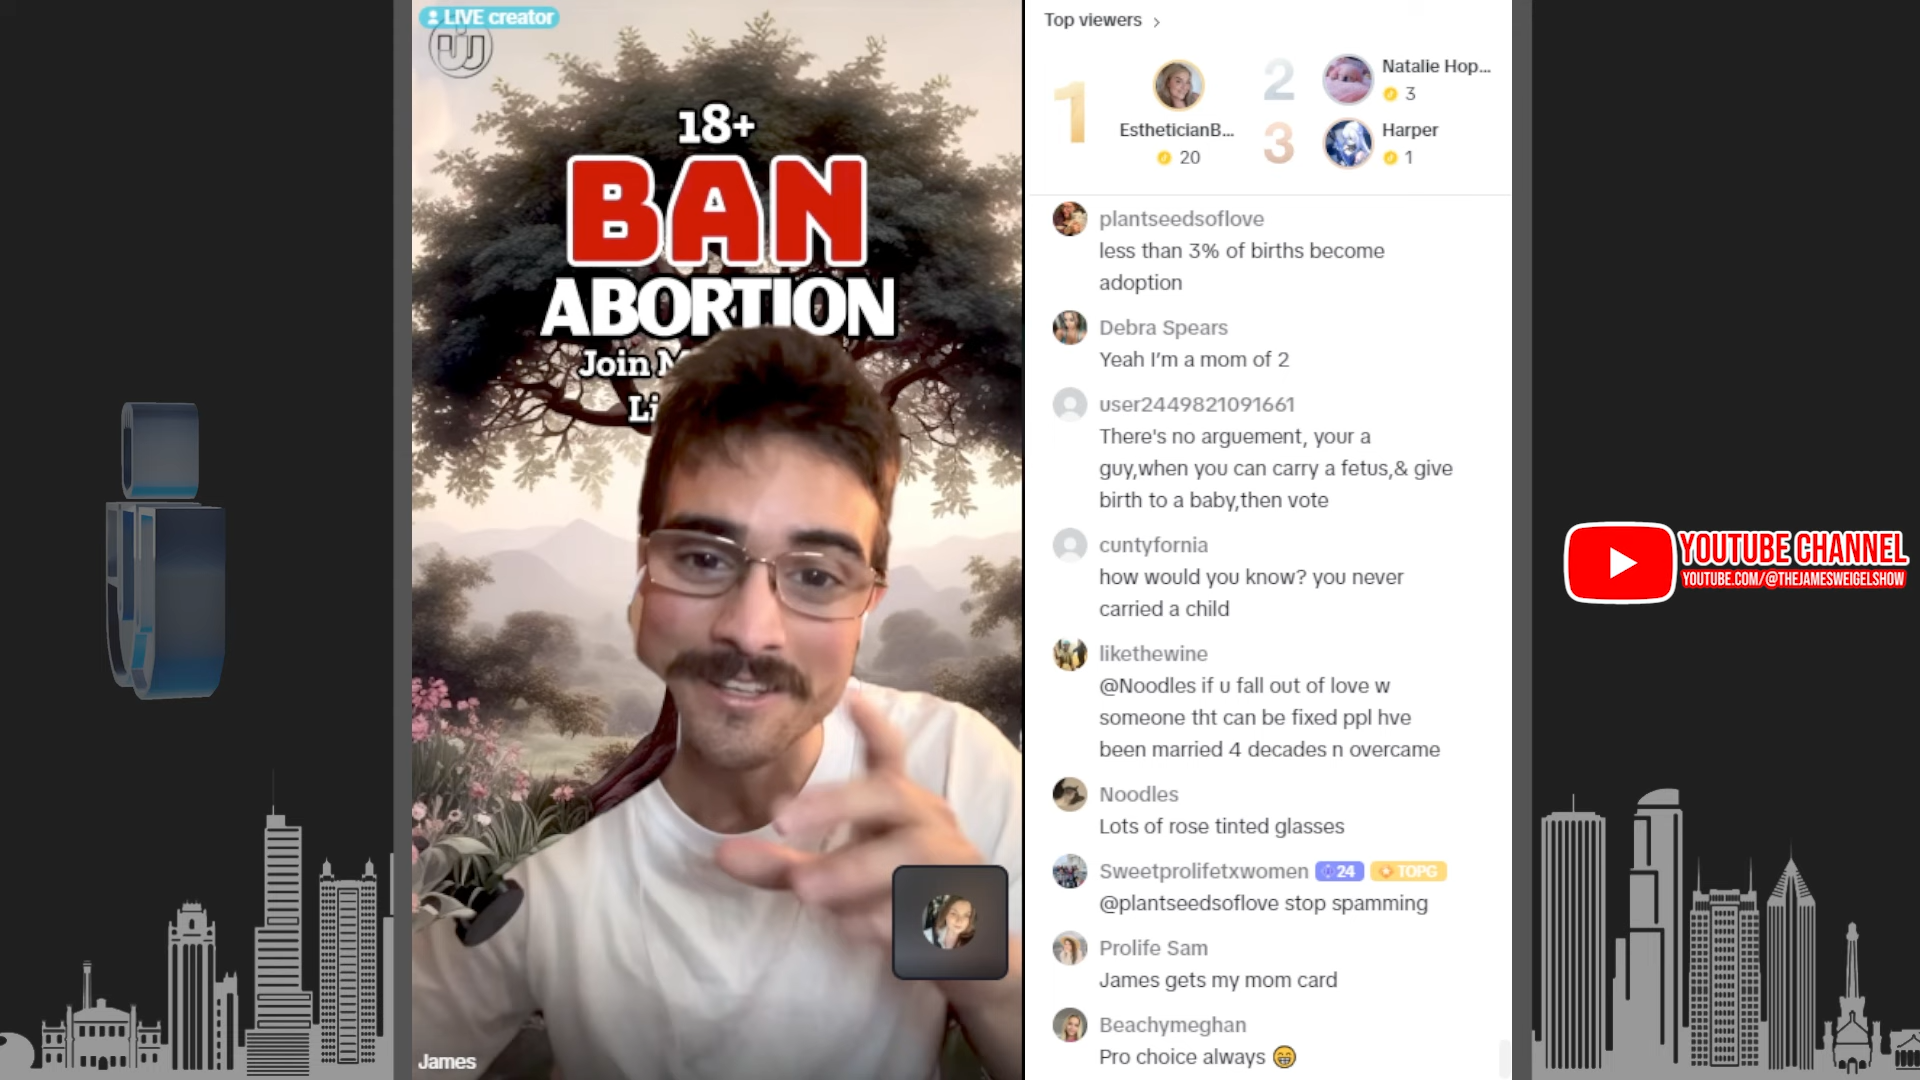 LIVE creator
18+
BAN
ABORTION
Join
Li
James
Top viewers >
1
EstheticianB...
20
2
Natalie Hop...
3
3
Harper
1
plantseedsoflove
less than 3% of births become
adoption
Debra Spears
Yeah I’m a mom of 2
user2449821091661
There's no arguement, your a
guy,when you can carry a fetus,& give
birth to a baby,then vote
cuntyfornia
how would you know? you never
carried a child
likethewine
@Noodles if u fall out of love w
someone tht can be fixed ppl hve
been married 4 decades n overcame
Noodles
Lots of rose tinted glasses
Sweetprolifetxwomen 24 TOPG
@plantseedsoflove stop spamming
Prolife Sam
James gets my mom card
Beachymeghan
Pro choice always 😁
YOUTUBE CHANNEL
YOUTUBE.COM/@THEJAMESWEIGELSHOW